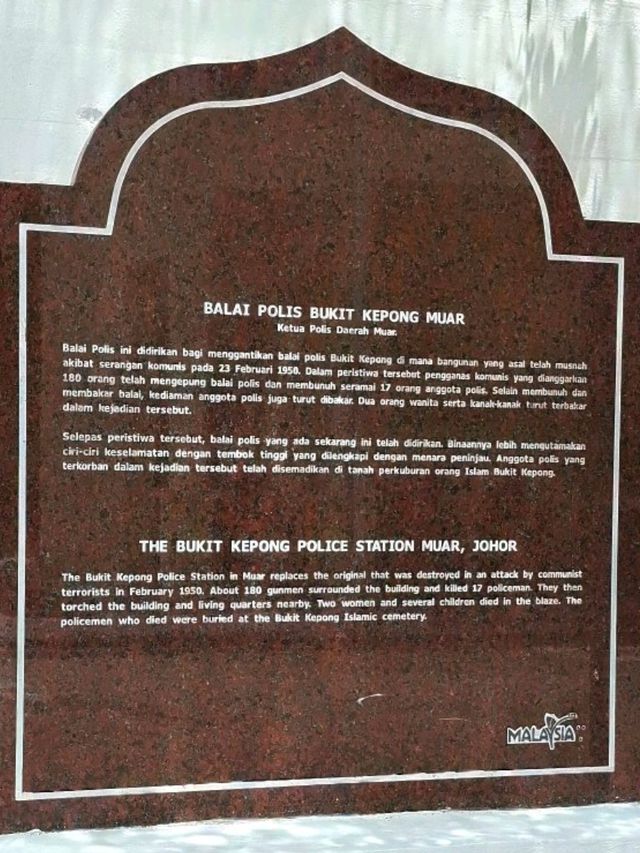 BALAI POLIS BUKIT KEPONG MUAR
Ketua Polis Daerah Muar.
Balai Polis ini didirikan bagi menggantikan balai polis Bukit Kepong di mana bangunan yang asal telah musnah
akibat serangan komunis pada 23 Februari 1950. Dalam peristiwa tersebut pengganas komunis yang dianggarkan
180 orang telah mengepung balai polis dan membunuh seramai 17 orang anggota polis. Selain membunuh dan
membakar balai, kediaman anggota polis juga turut dibakar. Dua orang wanita serta kanak-kanak turut terbakar
dalam kejadian tersebut.
Selepas peristiwa tersebut, balai polis yang ada sekarang ini telah didirikan. Binaannya lebih mengutamakan
ciri-ciri keselamatan dengan tembok tinggi yang dilengkapi dengan menara peninjau. Anggota polis yang
terkorban dalam kejadian tersebut telah disemadikan di tanah perkuburan orang Islam Bukit Kepong.
THE BUKIT KEPONG POLICE STATION MUAR, JOHOR
The Bukit Kepong Police Station in Muar replaces the original that was destroyed in an attack by communist
terrorists in February 1950. About 180 gunmen surrounded the building and killed 17 policeman. They then
torched the building and living quarters nearby. Two women and several children died in the blaze. The
policemen who died were buried at the Bukit Kepong Islamic cemetery.
MALAYSIA